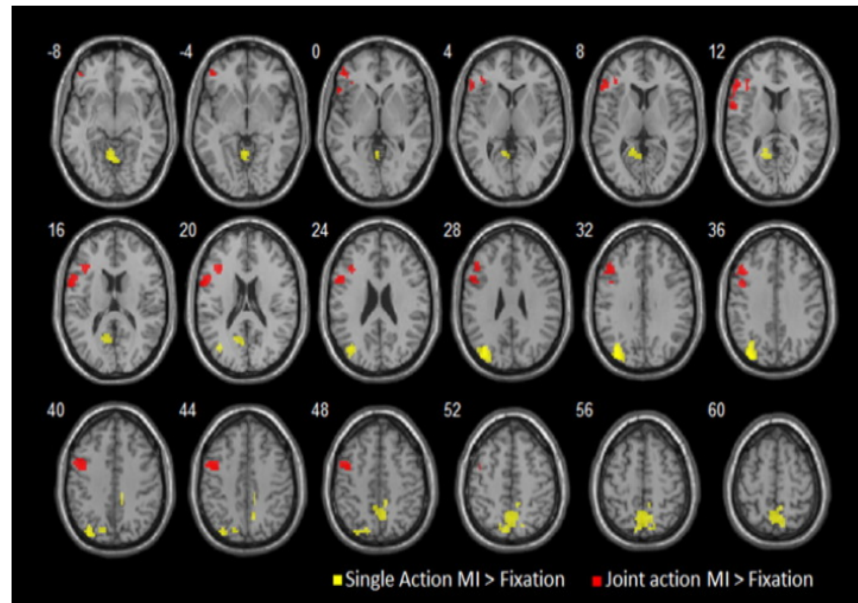 -8 -4 0 4 8 12
16 20 24 28 32 36
40 44 48 52 56 60
Single Action MI > Fixation Joint action MI > Fixation